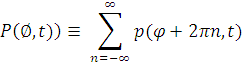 P(∅,t)) ≡ ∑_{n=-∞}^{∞} p(φ + 2πn,t)